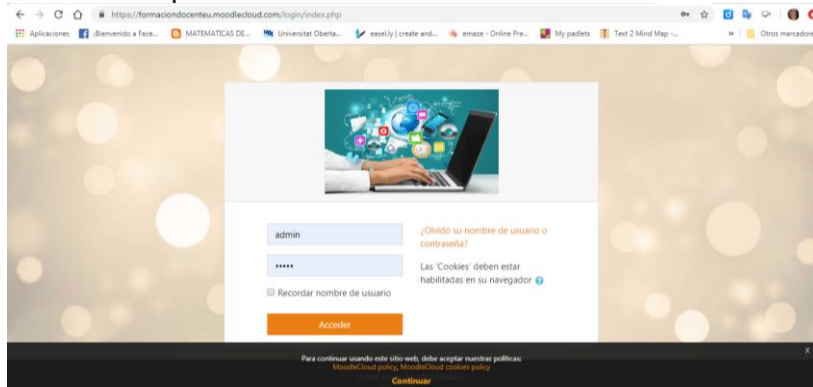 https://formaciondocenteu.moodlecloud.com/login/index.php
Aplicaciones ¡Bienvenido a Face... MATEMATICAS DE... Universitat Oberta... easel.ly | create and... emaze - Online Pre... My padlets Text 2 Mind Map -... » Otros marcadores
admin
•••••
Recordar nombre de usuario
Acceder
¿Olvidó su nombre de usuario o
contraseña?
Las 'Cookies' deben estar
habilitadas en su navegador
Para continuar usando este sitio web, debe aceptar nuestras políticas:
MoodleCloud policy, MoodleCloud cookies policy
Continuar
x